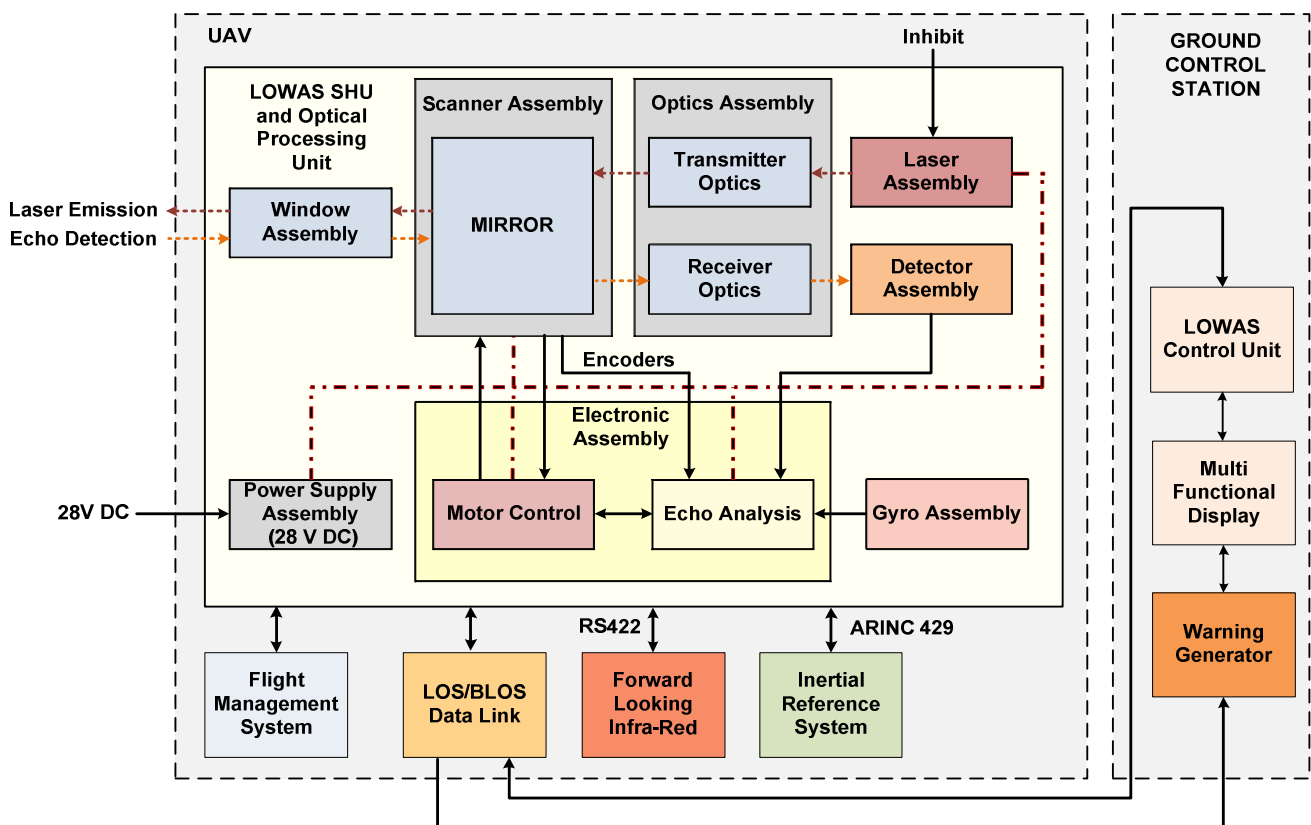 UAV
Inhibit
GROUND
CONTROL
STATION
LOWAS SHU
and Optical
Processing
Unit
Scanner Assembly
Optics Assembly
Transmitter
Optics
Laser
Assembly
Laser Emission
Echo Detection
Window
Assembly
MIRROR
Receiver
Optics
Detector
Assembly
LOWAS
Control Unit
Encoders
Electronic
Assembly
Multi
Functional
Display
28V DC
Power Supply
Assembly
(28 V DC)
Motor Control
Echo Analysis
Gyro Assembly
RS422
ARINC 429
Warning
Generator
Flight
Management
System
LOS/BLOS
Data Link
Forward
Looking
Infra-Red
Inertial
Reference
System